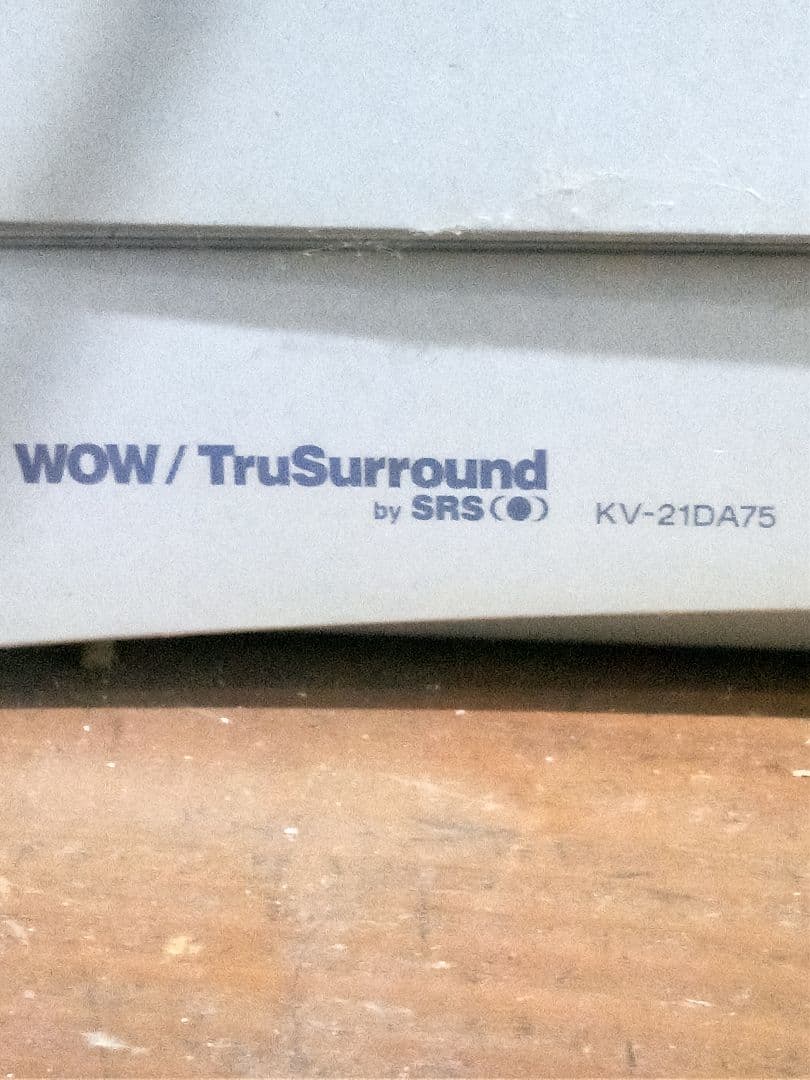 WOW/TruSurround
by SRS(●)
KV-21DA75